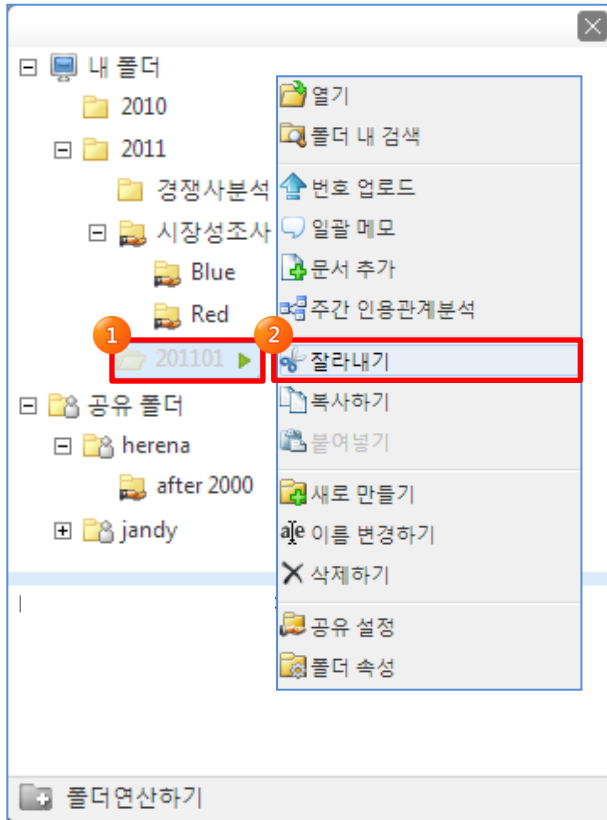 내 폴더
2010
2011
경쟁사분석
시장성조사
Blue
Red
1
201101
공유 폴더
herena
after 2000
jandy
열기
폴더 내 검색
번호 업로드
일괄 메모
문서 추가
주간 인용관계분석
2
잘라내기
복사하기
붙여넣기
새로 만들기
이름 변경하기
삭제하기
공유 설정
폴더 속성
폴더연산하기